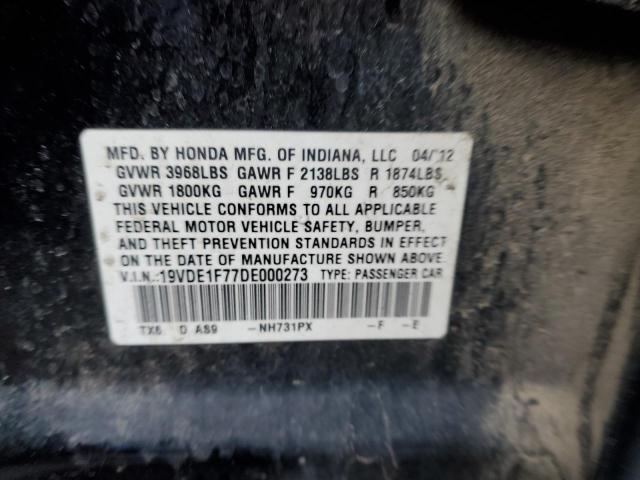 MFD. BY HONDA MFG. OF INDIANA, LLC 04/12
GVWR 3968LBS GAWR F 2138LBS R 1874LBS
GVWR 1800KG GAWR F 970KG R 850KG
THIS VEHICLE CONFORMS TO ALL APPLICABLE
FEDERAL MOTOR VEHICLE SAFETY, BUMPER,
AND THEFT PREVENTION STANDARDS IN EFFECT
ON THE DATE OF MANUFACTURE SHOWN ABOVE.
V.I.N.:19VDE1F77DE000273 TYPE: PASSENGER CAR
TX6 D AS9 -NH731PX -F -E